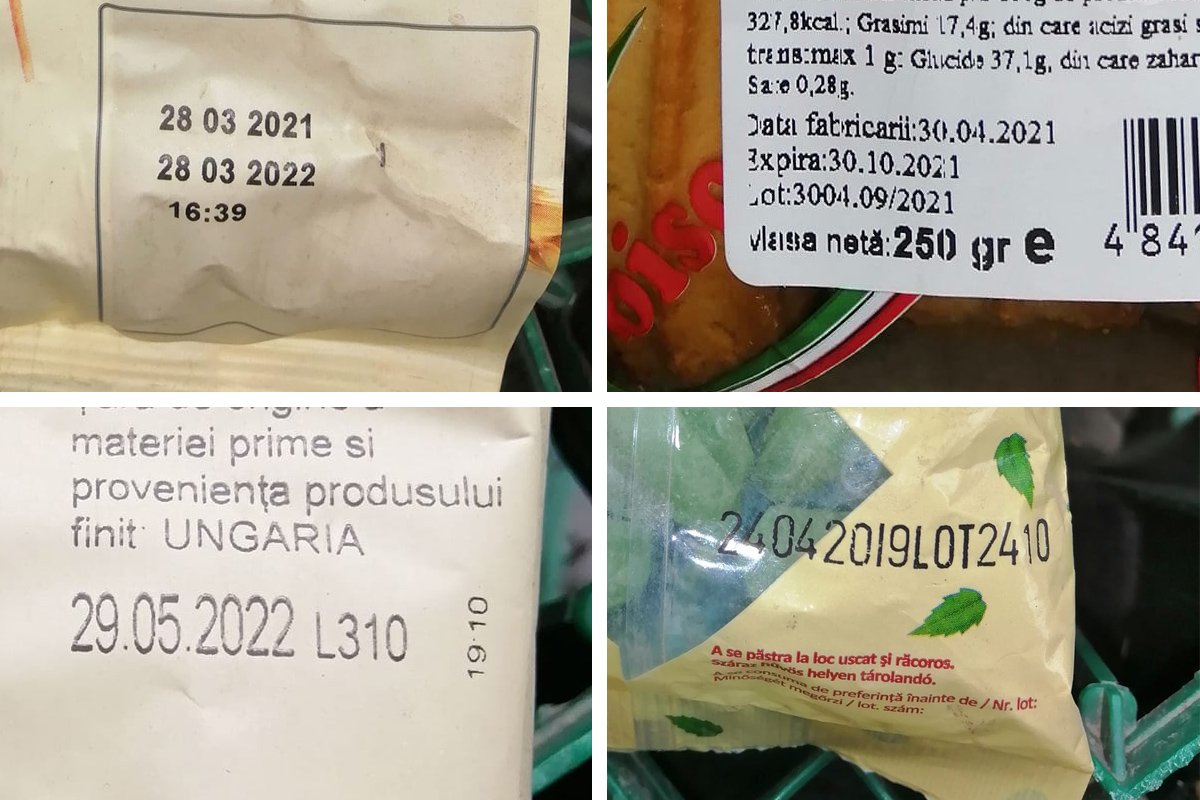 28 03 2021
28 03 2022
16:39
327,8kcal.; Grasimi 17,4g; din care acizi grasi
trans:max 1 g; Glucide 37,1g, din care zahar
Sare 0,28g.
Data fabricarii:30.04.2021
Expira:30.10.2021
Lot:3004.09/2021
Masa netă:250 gr e
4 841
materiei prime si
proveniența produsului
finit: UNGARIA
29.05.2022 L310
19:10
24042019LOT2410
A se păstra la loc uscat și răcoros.
Száraz hűvös helyen tárolandó.
A se consuma de preferință înainte de / Nr. lot:
Minőségét megőrzi / lot. szám: